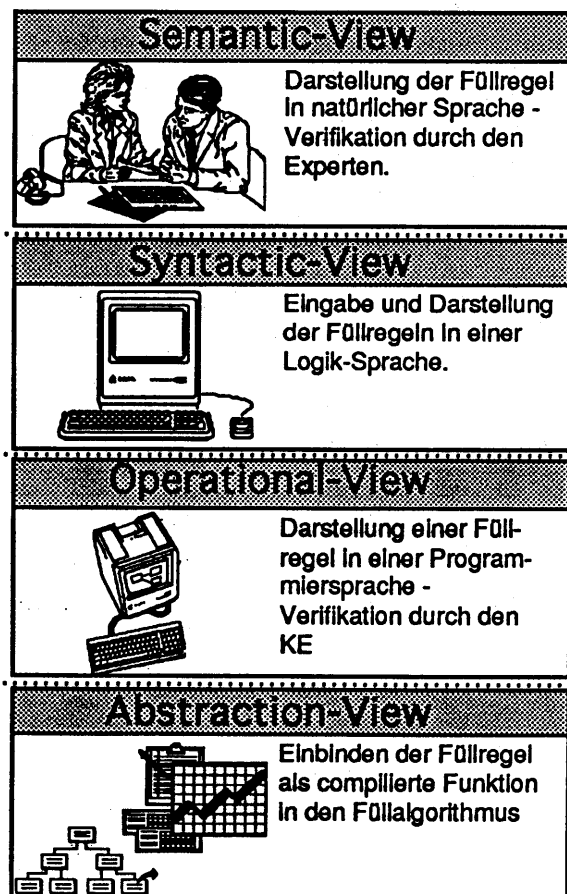 Semantic-View
Darstellung der Füllregel
in natürlicher Sprache -
Verifikation durch den
Experten.
Syntactic-View
Eingabe und Darstellung
der Füllregeln in einer
Logik-Sprache.
Operational-View
Darstellung einer Füll-
regel in einer Program-
miersprache -
Verifikation durch den
KE
Abstraction-View
Einbinden der Füllregel
als compilierte Funktion
in den Füllalgorithmus